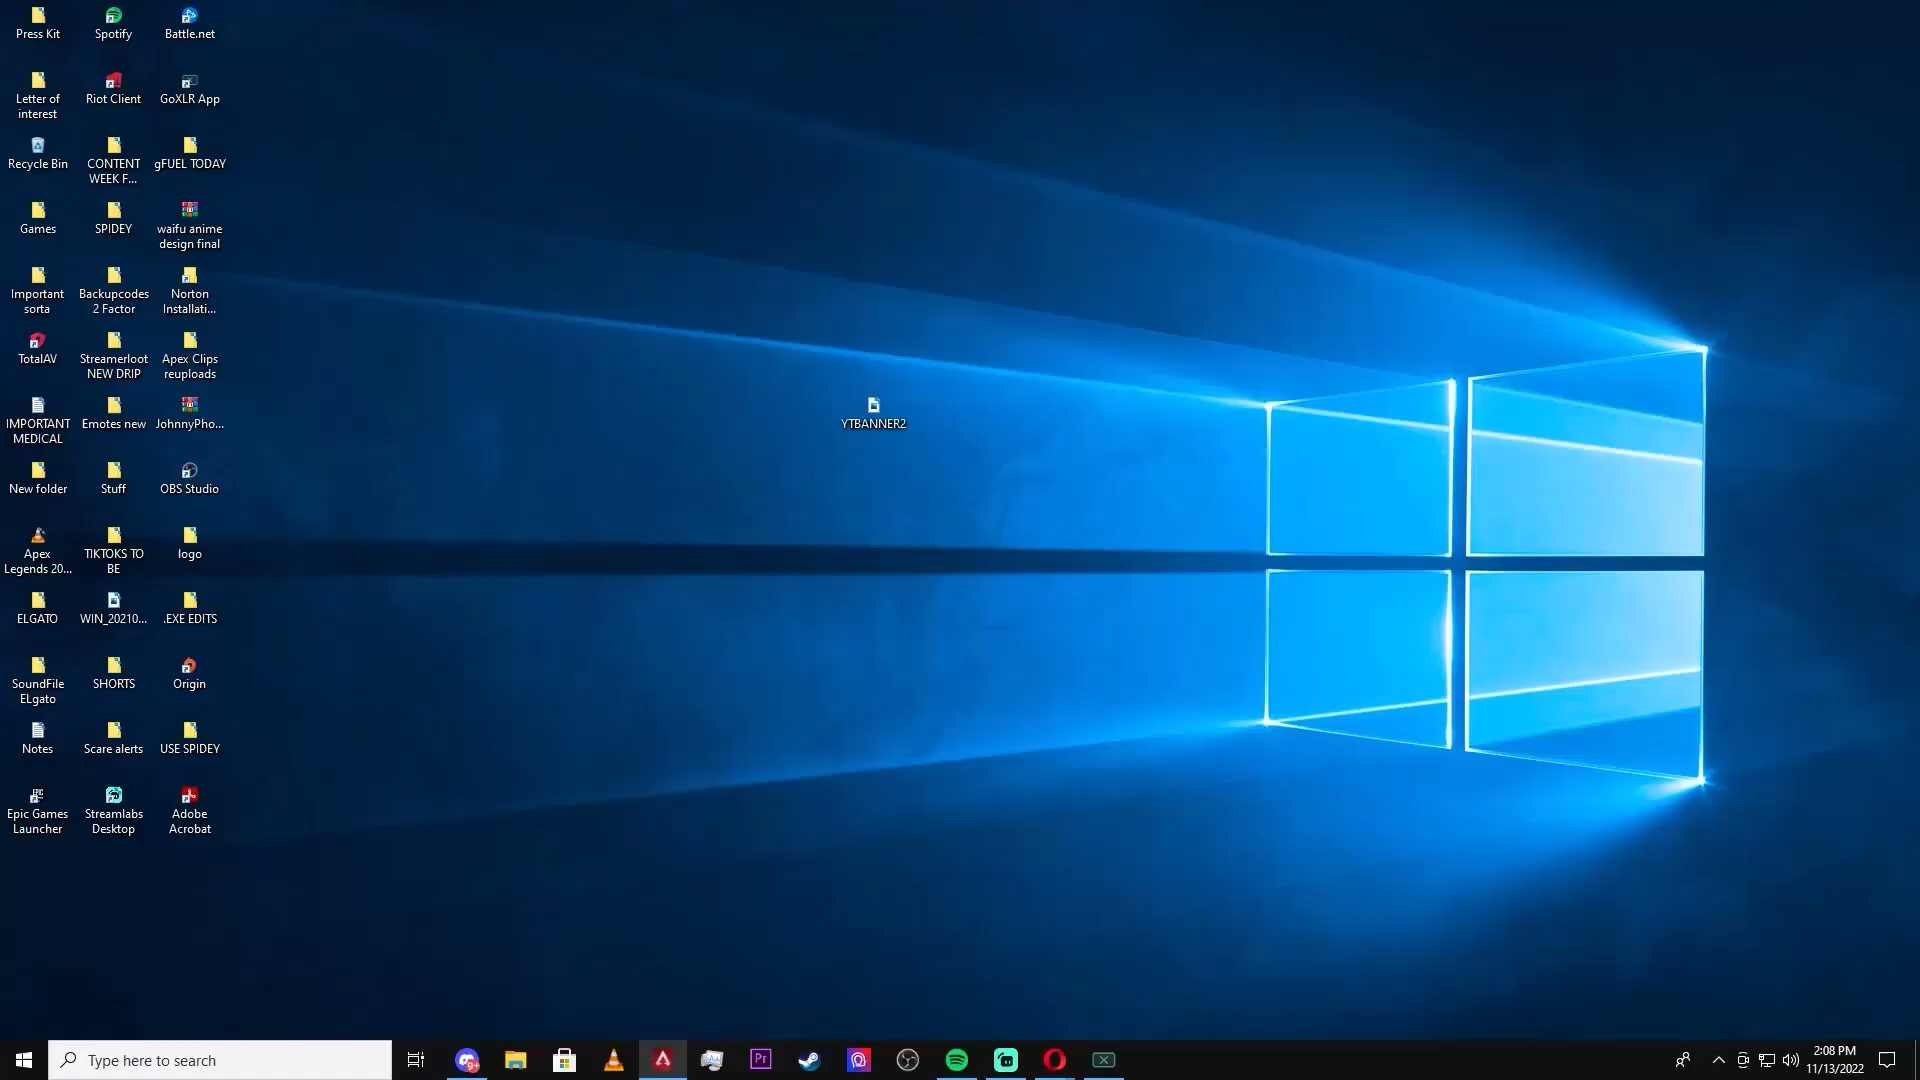 Press Kit
Spotify
Battle.net
Letter of
interest
Riot Client
GoXLR App
Recycle Bin
CONTENT
WEEK F...
gFUEL TODAY
Games
SPIDEY
waifu anime
design final
Important
sorta
Backupcodes
2 Factor
Norton
Installati...
TotalAV
Streamerloot
NEW DRIP
Apex Clips
reuploads
IMPORTANT
MEDICAL
Emotes new
JohnnyPho...
YTBANNER2
New folder
Stuff
OBS Studio
Apex
Legends 20...
TIKTOKS TO
BE
logo
ELGATO
WIN_20210...
.EXE EDITS
SoundFile
ELgato
SHORTS
Origin
Notes
Scare alerts
USE SPIDEY
Epic Games
Launcher
Streamlabs
Desktop
Adobe
Acrobat
Type here to search
9+
Pr
2:08 PM
11/13/2022